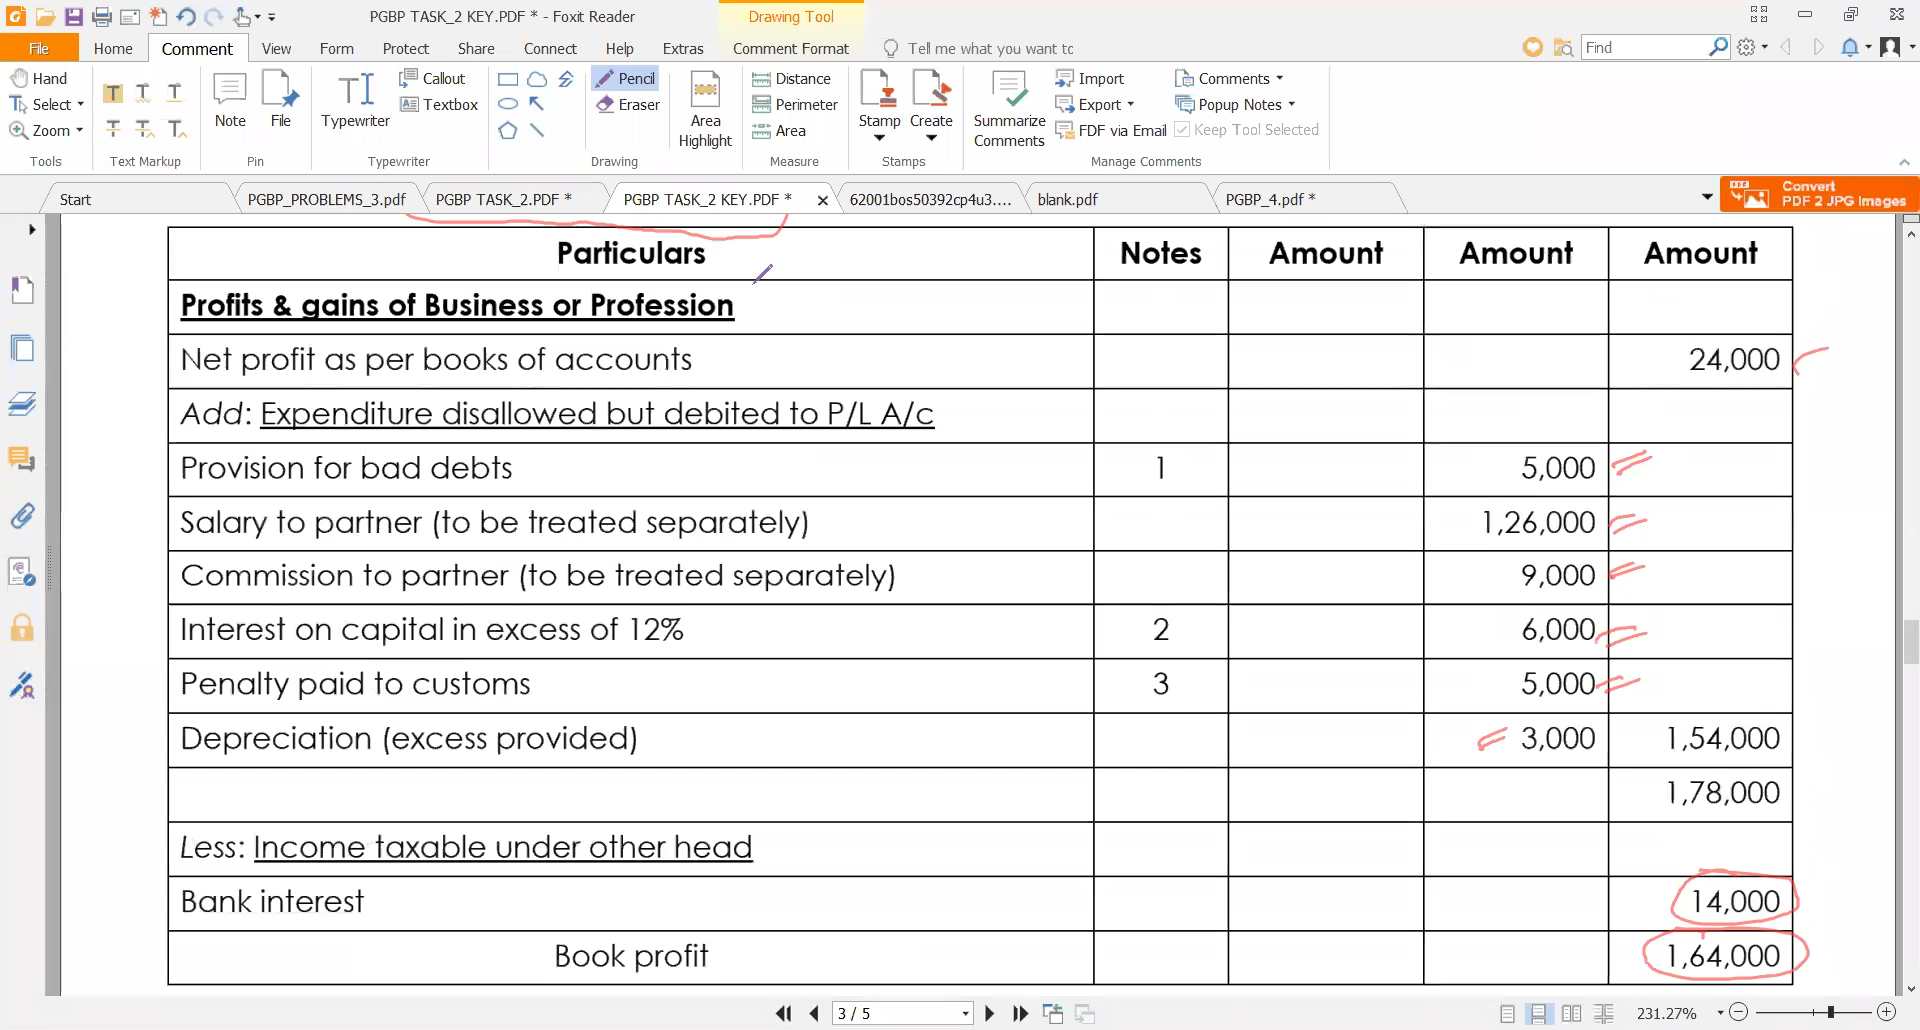 PGBP TASK_2 KEY.PDF * - Foxit Reader
Drawing Tool
File Home Comment View Form Protect Share Connect Help Extras Comment Format Tell me what you want to Find
Hand
Select
Zoom
Tools
Text Markup
Note
File
Pin
Typewriter
Callout
Textbox
Typewriter
Pencil
Eraser
Area
Highlight
Drawing
Distance
Perimeter
Area
Measure
Stamp
Create
Stamps
Summarize
Comments
Import
Export
FDF via Email
Comments
Popup Notes
Keep Tool Selected
Manage Comments
Start PGBP_PROBLEMS_3.pdf PGBP TASK_2.PDF * PGBP TASK_2 KEY.PDF * 62001bos50392cp4u3.... blank.pdf PGBP_4.pdf *
Convert
PDF 2 JPG Images
Particulars Notes Amount Amount Amount
Profits & gains of Business or Profession
Net profit as per books of accounts 24,000
Add: Expenditure disallowed but debited to P/L A/c
Provision for bad debts 1 5,000
Salary to partner (to be treated separately) 1,26,000
Commission to partner (to be treated separately) 9,000
Interest on capital in excess of 12% 2 6,000
Penalty paid to customs 3 5,000
Depreciation (excess provided) 3,000 1,54,000
1,78,000
Less: Income taxable under other head
Bank interest 14,000
Book profit 1,64,000
3 / 5
231.27%